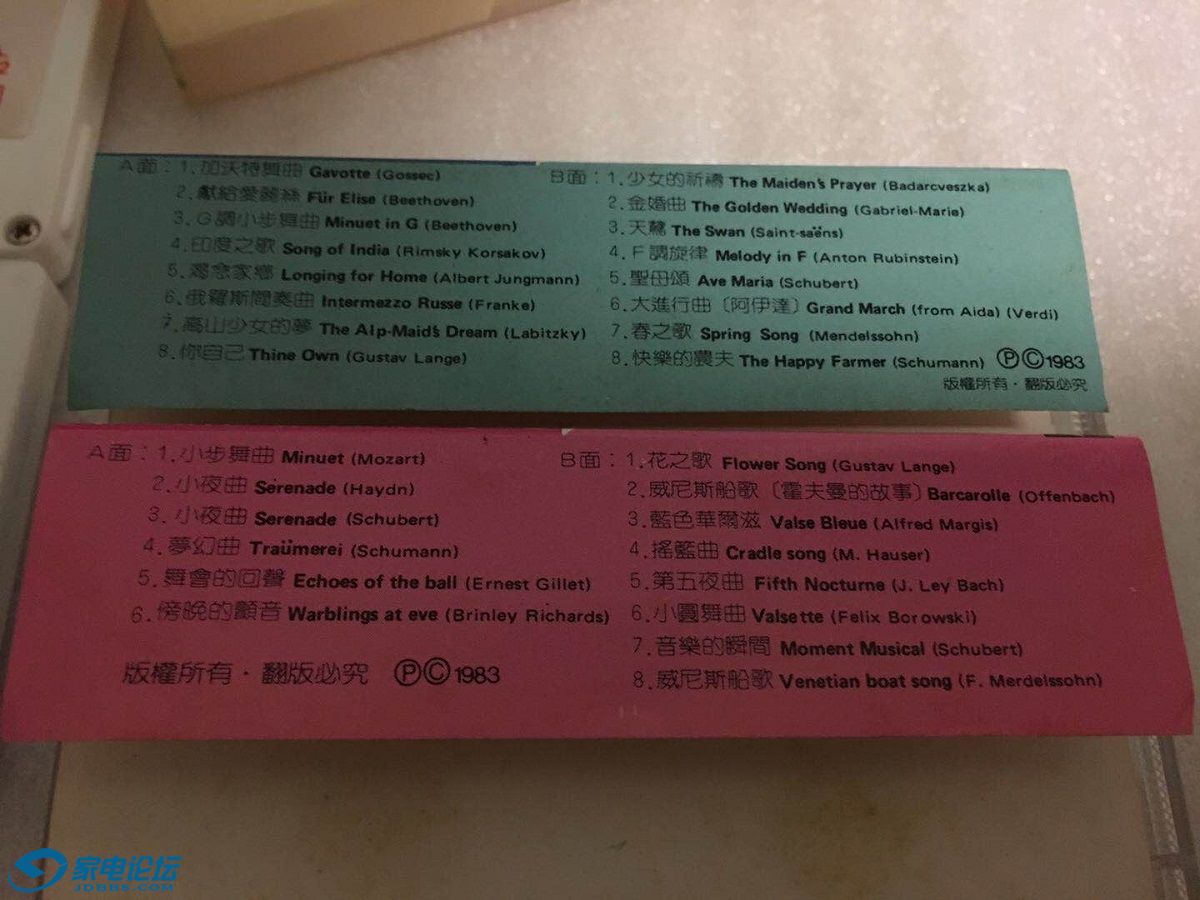 A面：1.加沃特舞曲 Gavotte (Gossec)
2.獻給愛麗絲 Für Elise (Beethoven)
3.G調小步舞曲 Minuet in G (Beethoven)
4.印度之歌 Song of India (Rimsky Korsakov)
5.渴念家鄉 Longing for Home (Albert Jungmann)
6.俄羅斯間奏曲 Intermezzo Russe (Franke)
7.高山少女的夢 The Alp-Maid's Dream (Labitzky)
8.你自己 Thine Own (Gustav Lange)
B面：1.少女的祈禱 The Maiden's Prayer (Badarcveszka)
2.金婚曲 The Golden Wedding (Gabriel-Marie)
3.天鵞 The Swan (Saint-saëns)
4.F調旋律 Melody in F (Anton Rubinstein)
5.聖母頌 Ave Maria (Schubert)
6.大進行曲〔阿伊達〕Grand March (from Aida) (Verdi)
7.春之歌 Spring Song (Mendelssohn)
8.快樂的農夫 The Happy Farmer (Schumann) ⓅⒸ1983
版權所有・翻版必究
A面：1.小步舞曲 Minuet (Mozart)
2.小夜曲 Serenade (Haydn)
3.小夜曲 Serenade (Schubert)
4.夢幻曲 Traümerei (Schumann)
5.舞會的回聲 Echoes of the ball (Ernest Gillet)
6.傍晚的顫音 Warblings at eve (Brinley Richards)
版權所有・翻版必究 ⓅⒸ1983
B面：1.花之歌 Flower Song (Gustav Lange)
2.威尼斯船歌〔霍夫曼的故事〕Barcarolle (Offenbach)
3.藍色華爾滋 Valse Bleue (Alfred Margis)
4.搖籃曲 Cradle song (M. Hauser)
5.第五夜曲 Fifth Nocturne (J. Ley Bach)
6.小圓舞曲 Valsette (Felix Borowski)
7.音樂的瞬間 Moment Musical (Schubert)
8.威尼斯船歌 Venetian boat song (F. Merdelssohn)
家电论坛
JDBBS.COM